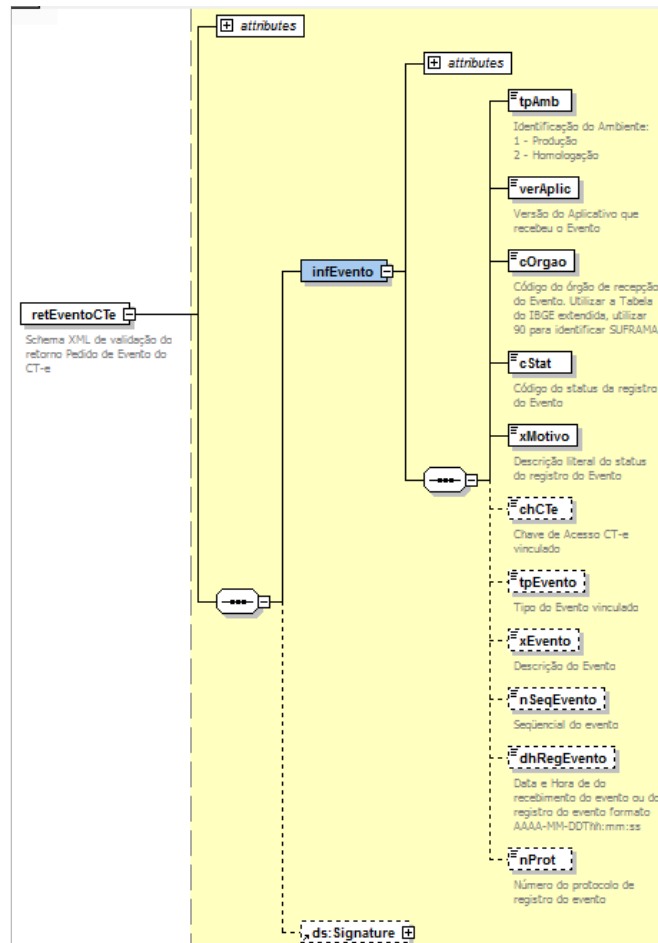 attributes
attributes
tpAmb
Identificação do Ambiente:
1 - Produção
2 - Homologação
verAplic
Versão do Aplicativo que
recebeu o Evento
infEvento
cOrgao
Código do órgão de recepção
do Evento. Utilizar a Tabela
do IBGE extendida, utilizar
90 para identificar SUFRAMA
retEventoCTe
Schema XML de validação do
retorno Pedido de Evento do
CT-e
cStat
Código do status da registro
do Evento
xMotivo
Descrição literal do status
do registro do Evento
chCTe
Chave de Acesso CT-e
vinculado
tpEvento
Tipo do Evento vinculado
xEvento
Descrição do Evento
nSeqEvento
Seqüencial do evento
dhRegEvento
Data e Hora de do
recebimento do evento ou do
registro do evento formato
AAAA-MM-DDThh:mm:ss
nProt
Número do protocolo de
registro do evento
ds:Signature